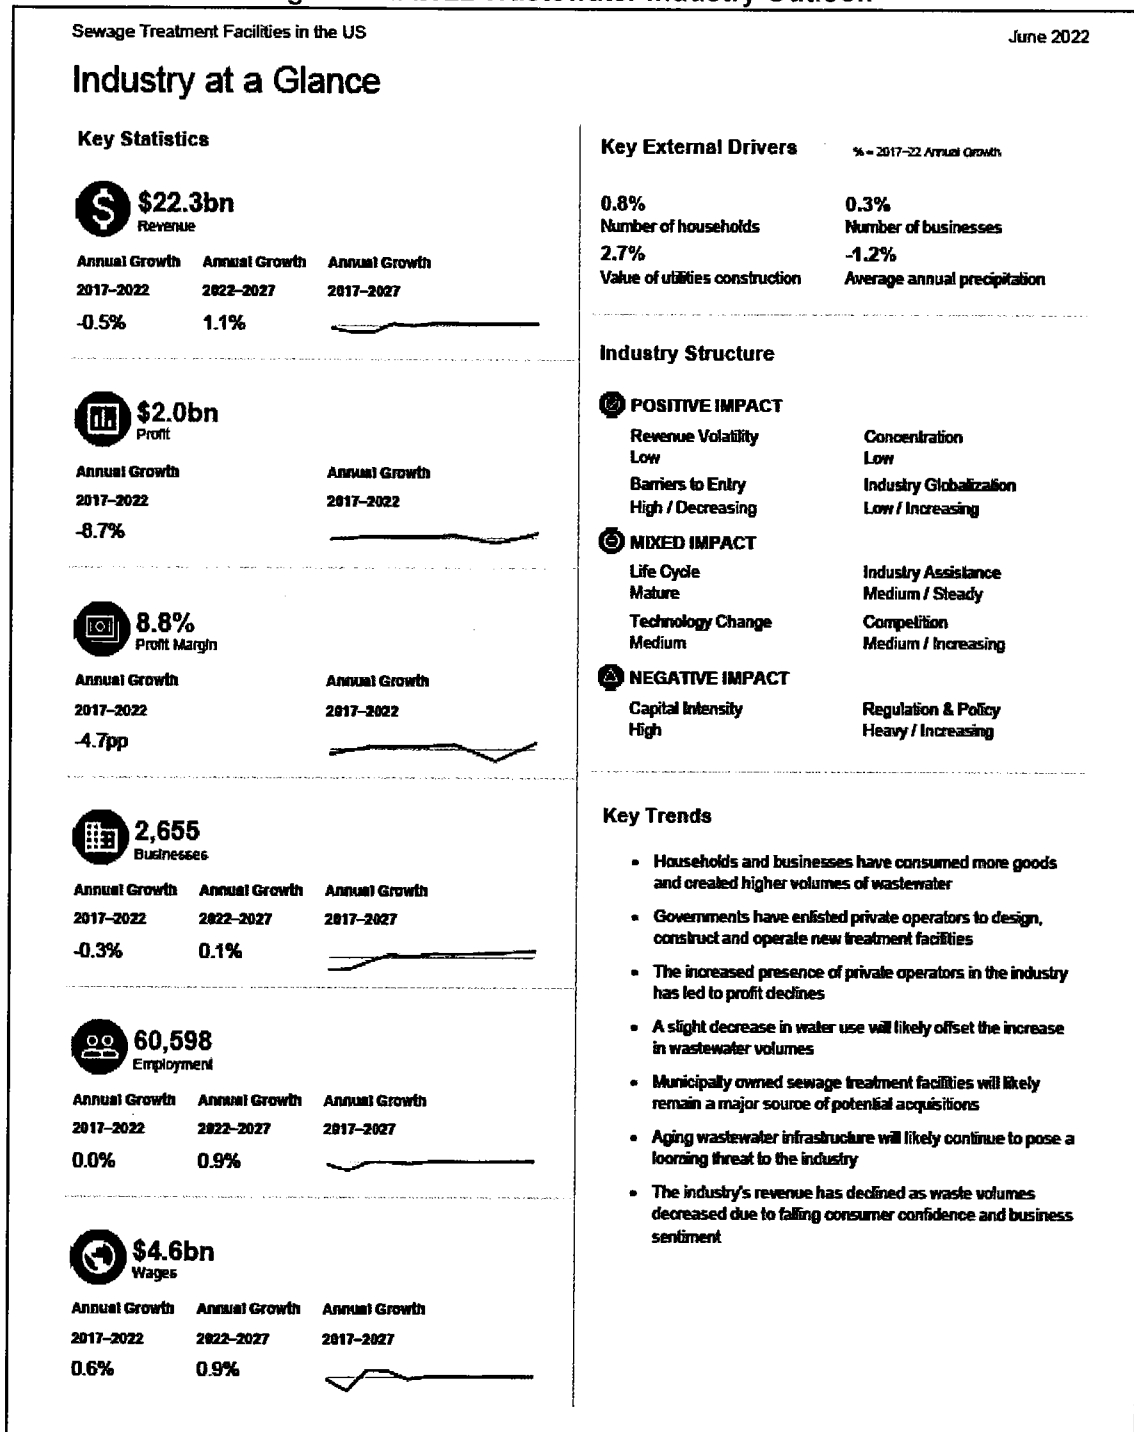 Sewage Treatment Facilities in the US
June 2022
Industry at a Glance
Key Statistics
$22.3bn
Revenue
Annual Growth Annual Growth Annual Growth
2017–2022 2022–2027 2017–2027
-0.5% 1.1%
$2.0bn
Profit
Annual Growth Annual Growth
2017–2022 2017–2022
-8.7%
8.8%
Profit Margin
Annual Growth Annual Growth
2017–2022 2017–2022
-4.7pp
2,655
Businesses
Annual Growth Annual Growth Annual Growth
2017–2022 2022–2027 2017–2027
-0.3% 0.1%
60,598
Employment
Annual Growth Annual Growth Annual Growth
2017–2022 2022–2027 2017–2027
0.0% 0.9%
$4.6bn
Wages
Annual Growth Annual Growth Annual Growth
2017–2022 2022–2027 2017–2027
0.6% 0.9%
Key External Drivers % = 2017–22 Annual Growth
0.8% 0.3%
Number of households Number of businesses
2.7% -1.2%
Value of utilities construction Average annual precipitation
Industry Structure
POSITIVE IMPACT
Revenue Volatility Concentration
Low Low
Barriers to Entry Industry Globalization
High / Decreasing Low / Increasing
MIXED IMPACT
Life Cycle Industry Assistance
Mature Medium / Steady
Technology Change Competition
Medium Medium / Increasing
NEGATIVE IMPACT
Capital Intensity Regulation & Policy
High Heavy / Increasing
Key Trends
• Households and businesses have consumed more goods
and created higher volumes of wastewater
• Governments have enlisted private operators to design,
construct and operate new treatment facilities
• The increased presence of private operators in the industry
has led to profit declines
• A slight decrease in water use will likely offset the increase
in wastewater volumes
• Municipally owned sewage treatment facilities will likely
remain a major source of potential acquisitions
• Aging wastewater infrastructure will likely continue to pose a
looming threat to the industry
• The industry's revenue has declined as waste volumes
decreased due to falling consumer confidence and business
sentiment